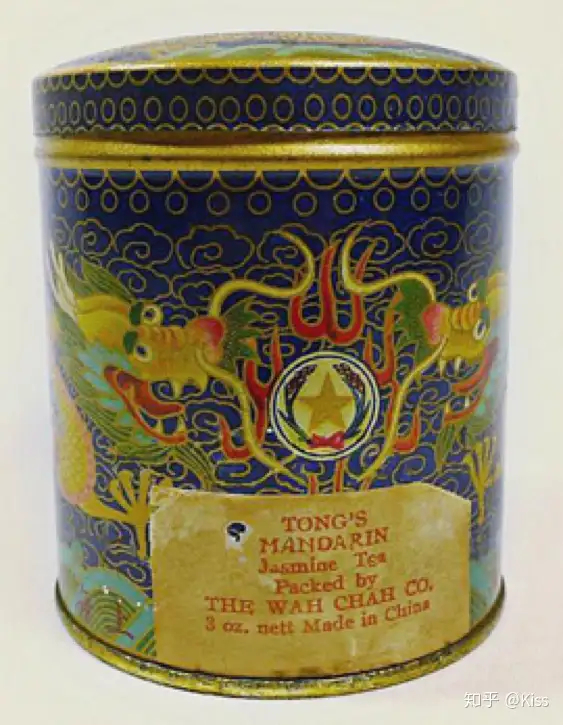 TONG'S
MANDARIN
Jasmine Tea
Packed by
THE WAH CHAH CO.
3 oz. nett Made in China
知乎 @Kiss